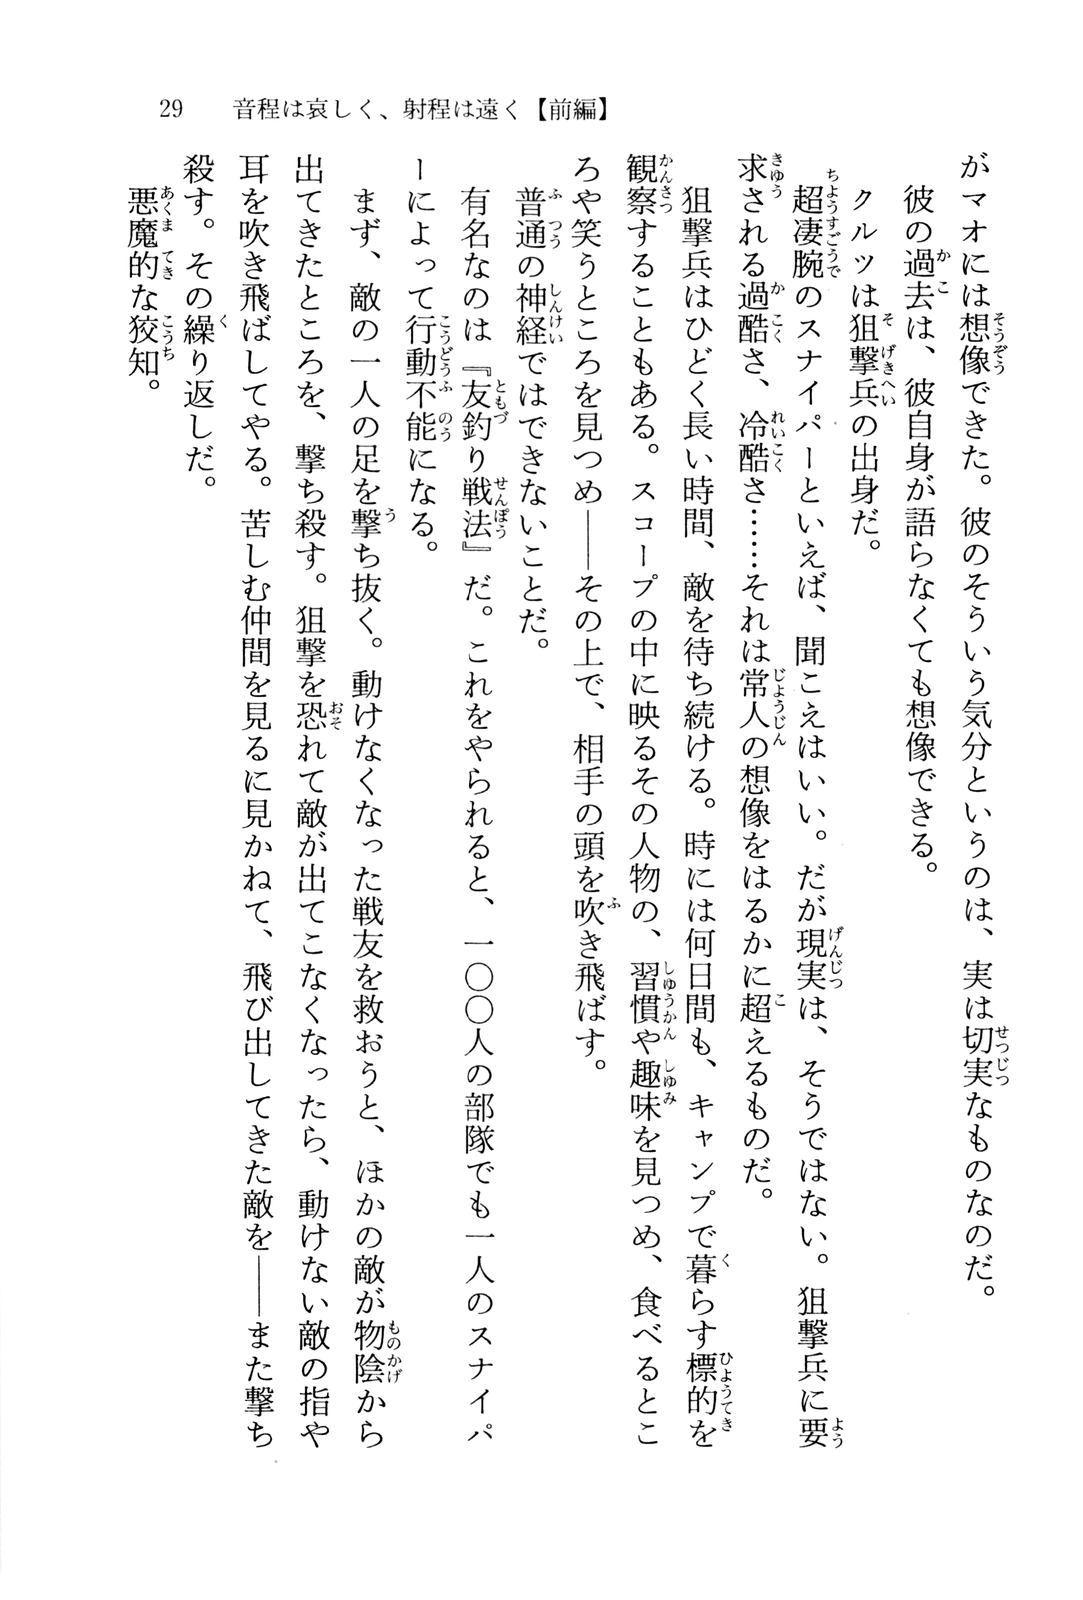 29　音程は哀しく、射程は遠く【前編】
がマオには想像できた。彼のそういう気分というのは、実は切実なものなのだ。
彼の過去は、彼自身が語らなくても想像できる。
クルツは狙撃兵の出身だ。
超凄腕のスナイパーといえば、聞こえはいい。だが現実は、そうではない。狙撃兵に要
求される過酷さ、冷酷さ……それは常人の想像をはるかに超えるものだ。
狙撃兵はひどく長い時間、敵を待ち続ける。時には何日間も、キャンプで暮らす標的を
観察することもある。スコープの中に映るその人物の、習慣や趣味を見つめ、食べるとこ
ろや笑うところを見つめ――その上で、相手の頭を吹き飛ばす。
普通の神経ではできないことだ。
有名なのは『友釣り戦法』だ。これをやられると、一〇〇人の部隊でも一人のスナイパ
ーによって行動不能になる。
まず、敵の一人の足を撃ち抜く。動けなくなった戦友を救おうと、ほかの敵が物陰から
出てきたところを、撃ち殺す。狙撃を恐れて敵が出てこなくなったら、動けない敵の指や
耳を吹き飛ばしてやる。苦しむ仲間を見るに見かねて、飛び出してきた敵を――また撃ち
殺す。その繰り返しだ。
悪魔的な狡知。